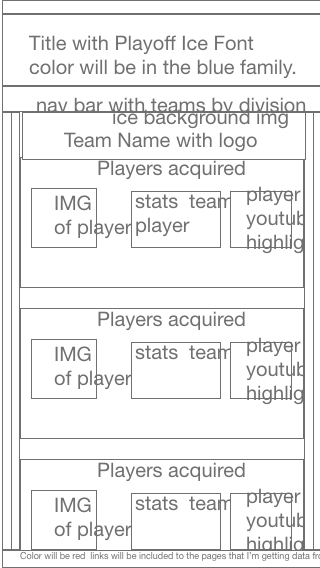 Title with Playoff Ice Font
color will be in the blue family.
nav bar with teams by division
ice background img
Team Name with logo
Players acquired
IMG
of player
stats team
player
player
youtub
highlig
Players acquired
IMG
of player
stats team
player
youtub
highlig
Players acquired
IMG
of player
stats team
player
youtub
highlig
Color will be red links will be included to the pages that I'm getting data fro